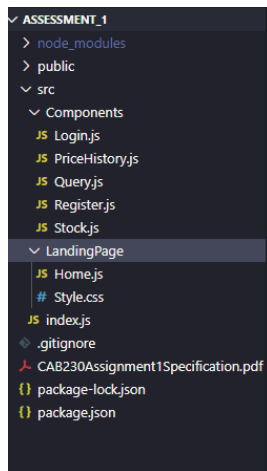 ASSESSMENT_1
node_modules
public
src
Components
JS Login.js
JS PriceHistory.js
JS Query.js
JS Register.js
JS Stock.js
LandingPage
JS Home.js
# Style.css
JS index.js
.gitignore
CAB230Assignment1Specification.pdf
{} package-lock.json
{} package.json